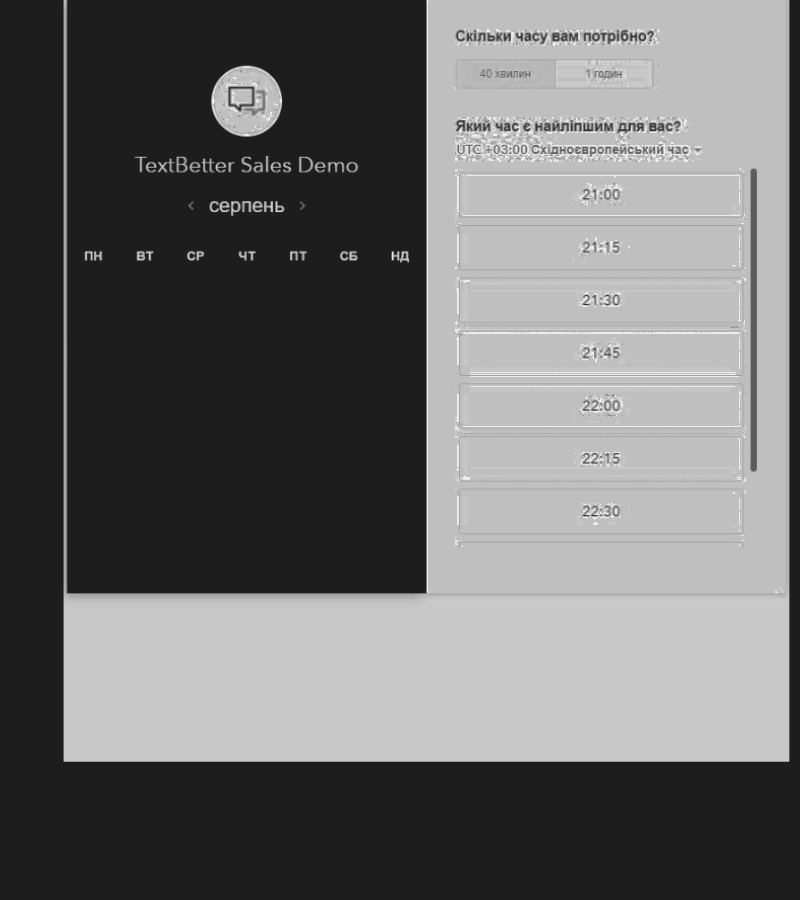 TextBetter Sales Demo
серпень
ПН ВТ СР ЧТ ПТ СБ НД
Скільки часу вам потрібно?
40 хвилин 1 годин
Який час є найліпшим для вас?
UTC +03:00 Східноєвропейський час
21:00
21:15
21:30
21:45
22:00
22:15
22:30